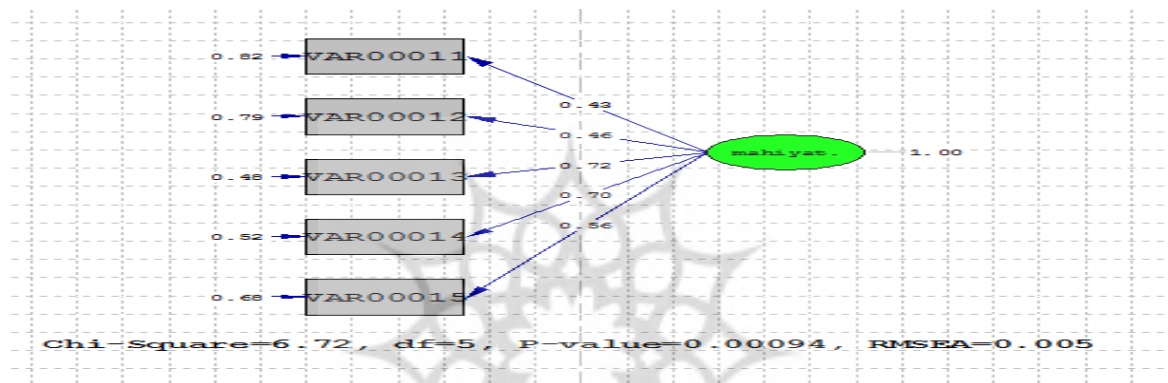 0.82 VAR00011
0.43
0.79 VAR00012
0.46
mahiyat. 1.00
0.72
0.48 VAR00013
0.70
0.56
0.52 VAR00014
0.68 VAR00015
Chi-Square=6.72, df=5, P-value=0.00094, RMSEA=0.005